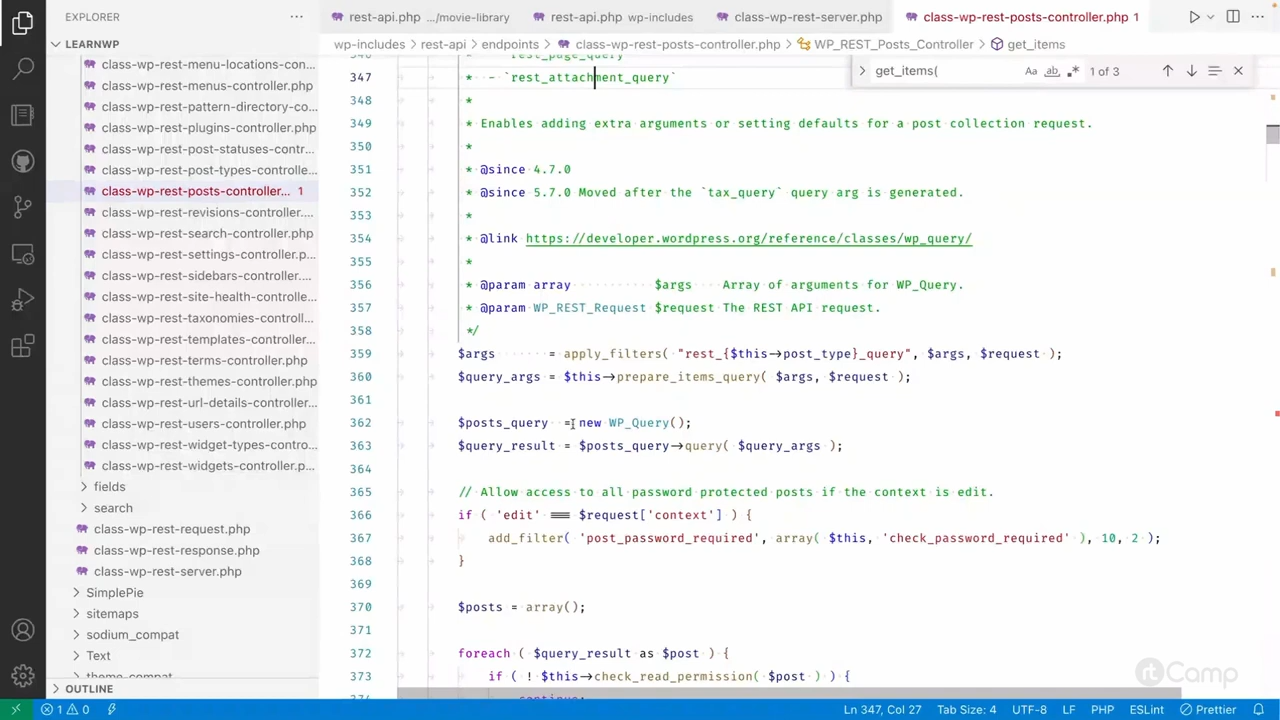 EXPLORER
LEARNWP
class-wp-rest-menu-locations-con...
class-wp-rest-menus-controller.php
class-wp-rest-pattern-directory-co...
class-wp-rest-plugins-controller.php
class-wp-rest-post-statuses-contr...
class-wp-rest-post-types-controlle...
class-wp-rest-posts-controller... 1
class-wp-rest-revisions-controller....
class-wp-rest-search-controller.php
class-wp-rest-settings-controller.p...
class-wp-rest-sidebars-controller....
class-wp-rest-site-health-controlle...
class-wp-rest-taxonomies-controlle...
class-wp-rest-templates-controlle...
class-wp-rest-terms-controller.php
class-wp-rest-themes-controller.php
class-wp-rest-url-details-controller...
class-wp-rest-users-controller.php
class-wp-rest-widget-types-contro...
class-wp-rest-widgets-controller.p...
fields
search
class-wp-rest-request.php
class-wp-rest-response.php
class-wp-rest-server.php
SimplePie
sitemaps
sodium_compat
Text
theme_compat
OUTLINE
rest-api.php .../movie-library rest-api.php wp-includes class-wp-rest-server.php class-wp-rest-posts-controller.php 1
wp-includes > rest-api > endpoints > class-wp-rest-posts-controller.php > WP_REST_Posts_Controller > get_items
get_items( Aa ab .* 1 of 3
346 `rest_page_query`
347 * - `rest_attachment_query`
348 *
349 * Enables adding extra arguments or setting defaults for a post collection request.
350 *
351 * @since 4.7.0
352 * @since 5.7.0 Moved after the `tax_query` query arg is generated.
353 *
354 * @link https://developer.wordpress.org/reference/classes/wp_query/
355 *
356 * @param array $args Array of arguments for WP_Query.
357 * @param WP_REST_Request $request The REST API request.
358 */
359 $args = apply_filters( "rest_{$this->post_type}_query", $args, $request );
360 $query_args = $this->prepare_items_query( $args, $request );
361
362 $posts_query = new WP_Query();
363 $query_result = $posts_query->query( $query_args );
364
365 // Allow access to all password protected posts if the context is edit.
366 if ( 'edit' === $request['context'] ) {
367 add_filter( 'post_password_required', array( $this, 'check_password_required' ), 10, 2 );
368 }
369
370 $posts = array();
371
372 foreach ( $query_result as $post ) {
373 if ( ! $this->check_read_permission( $post ) ) {
374 continue;
rtCamp
1 0 Ln 347, Col 27 Tab Size: 4 UTF-8 LF PHP ESLint Prettier